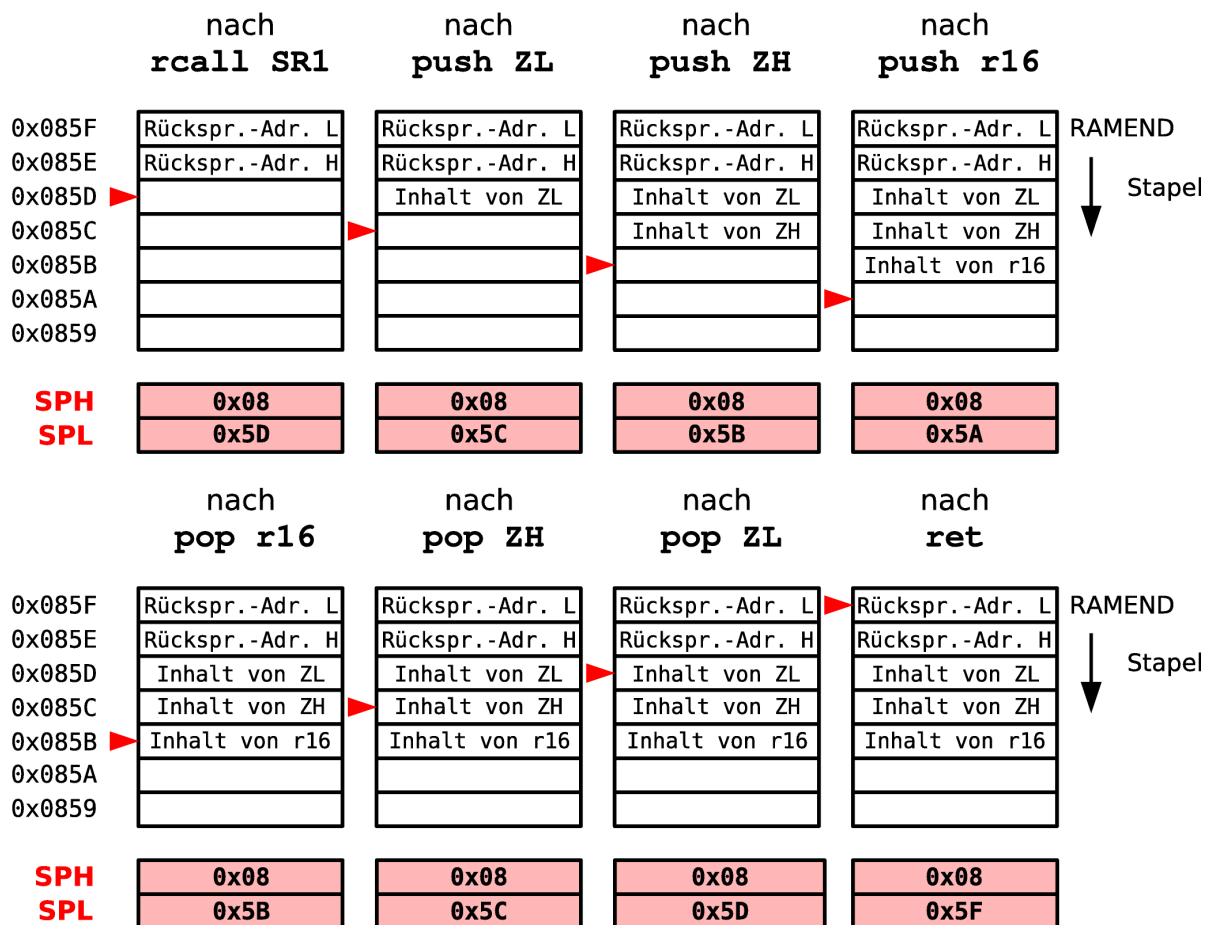 nach nach nach nach
rcall SR1 push ZL push ZH push r16
0x085F Rückspr.-Adr. L Rückspr.-Adr. L Rückspr.-Adr. L Rückspr.-Adr. L RAMEND
0x085E Rückspr.-Adr. H Rückspr.-Adr. H Rückspr.-Adr. H Rückspr.-Adr. H
0x085D Inhalt von ZL Inhalt von ZL Inhalt von ZL Stapel
0x085C Inhalt von ZH Inhalt von ZH
0x085B Inhalt von r16
0x085A
0x0859
SPH 0x08 0x08 0x08 0x08
SPL 0x5D 0x5C 0x5B 0x5A
nach nach nach nach
pop r16 pop ZH pop ZL ret
0x085F Rückspr.-Adr. L Rückspr.-Adr. L Rückspr.-Adr. L Rückspr.-Adr. L RAMEND
0x085E Rückspr.-Adr. H Rückspr.-Adr. H Rückspr.-Adr. H Rückspr.-Adr. H
0x085D Inhalt von ZL Inhalt von ZL Inhalt von ZL Inhalt von ZL Stapel
0x085C Inhalt von ZH Inhalt von ZH Inhalt von ZH Inhalt von ZH
0x085B Inhalt von r16 Inhalt von r16 Inhalt von r16 Inhalt von r16
0x085A
0x0859
SPH 0x08 0x08 0x08 0x08
SPL 0x5B 0x5C 0x5D 0x5F